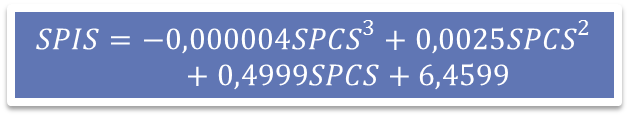 SPIS = −0,000004SPCS³ + 0,0025SPCS²
+ 0,4999SPCS + 6,4599